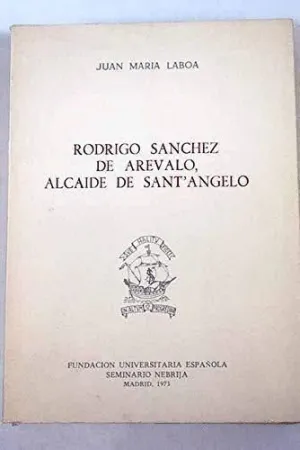 JUAN MARIA LABOA
RODRIGO SANCHEZ
DE AREVALO,
ALCAIDE DE SANT'ANGELO
FUNDACION UNIVERSITARIA ESPAÑOLA
SEMINARIO NEBRIJA
MADRID, 1973